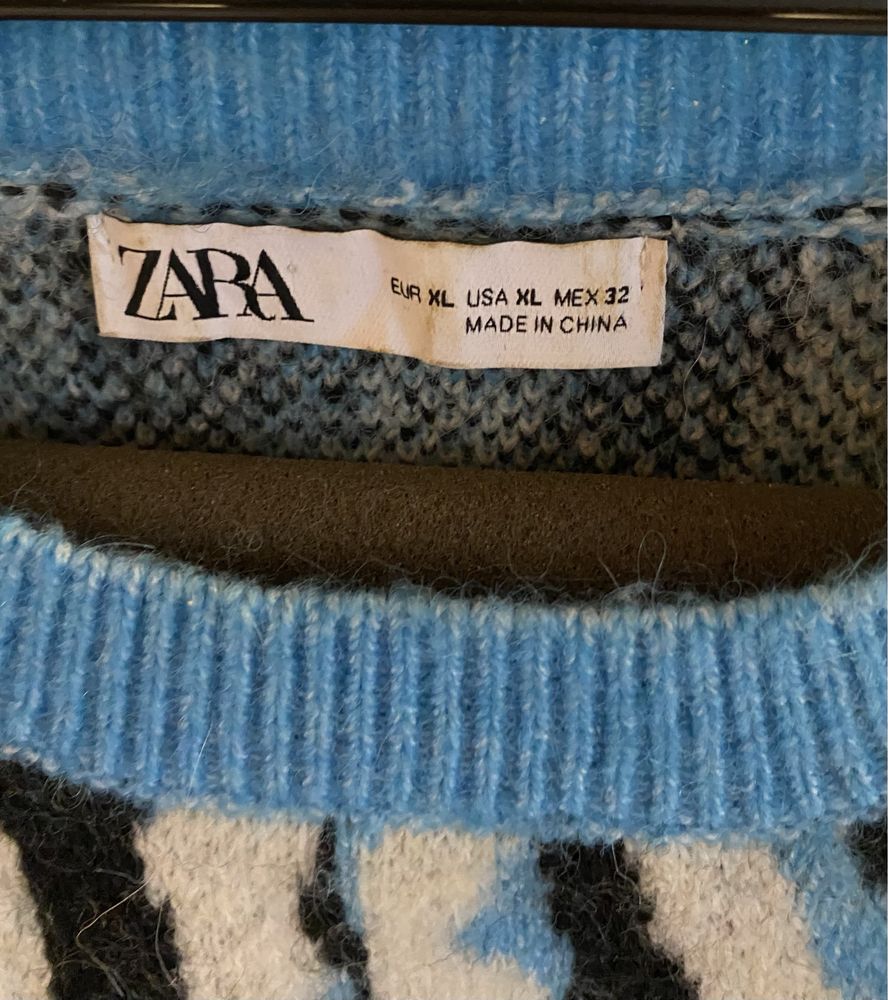 ZARA
EUR XL USA XL MEX 32
MADE IN CHINA